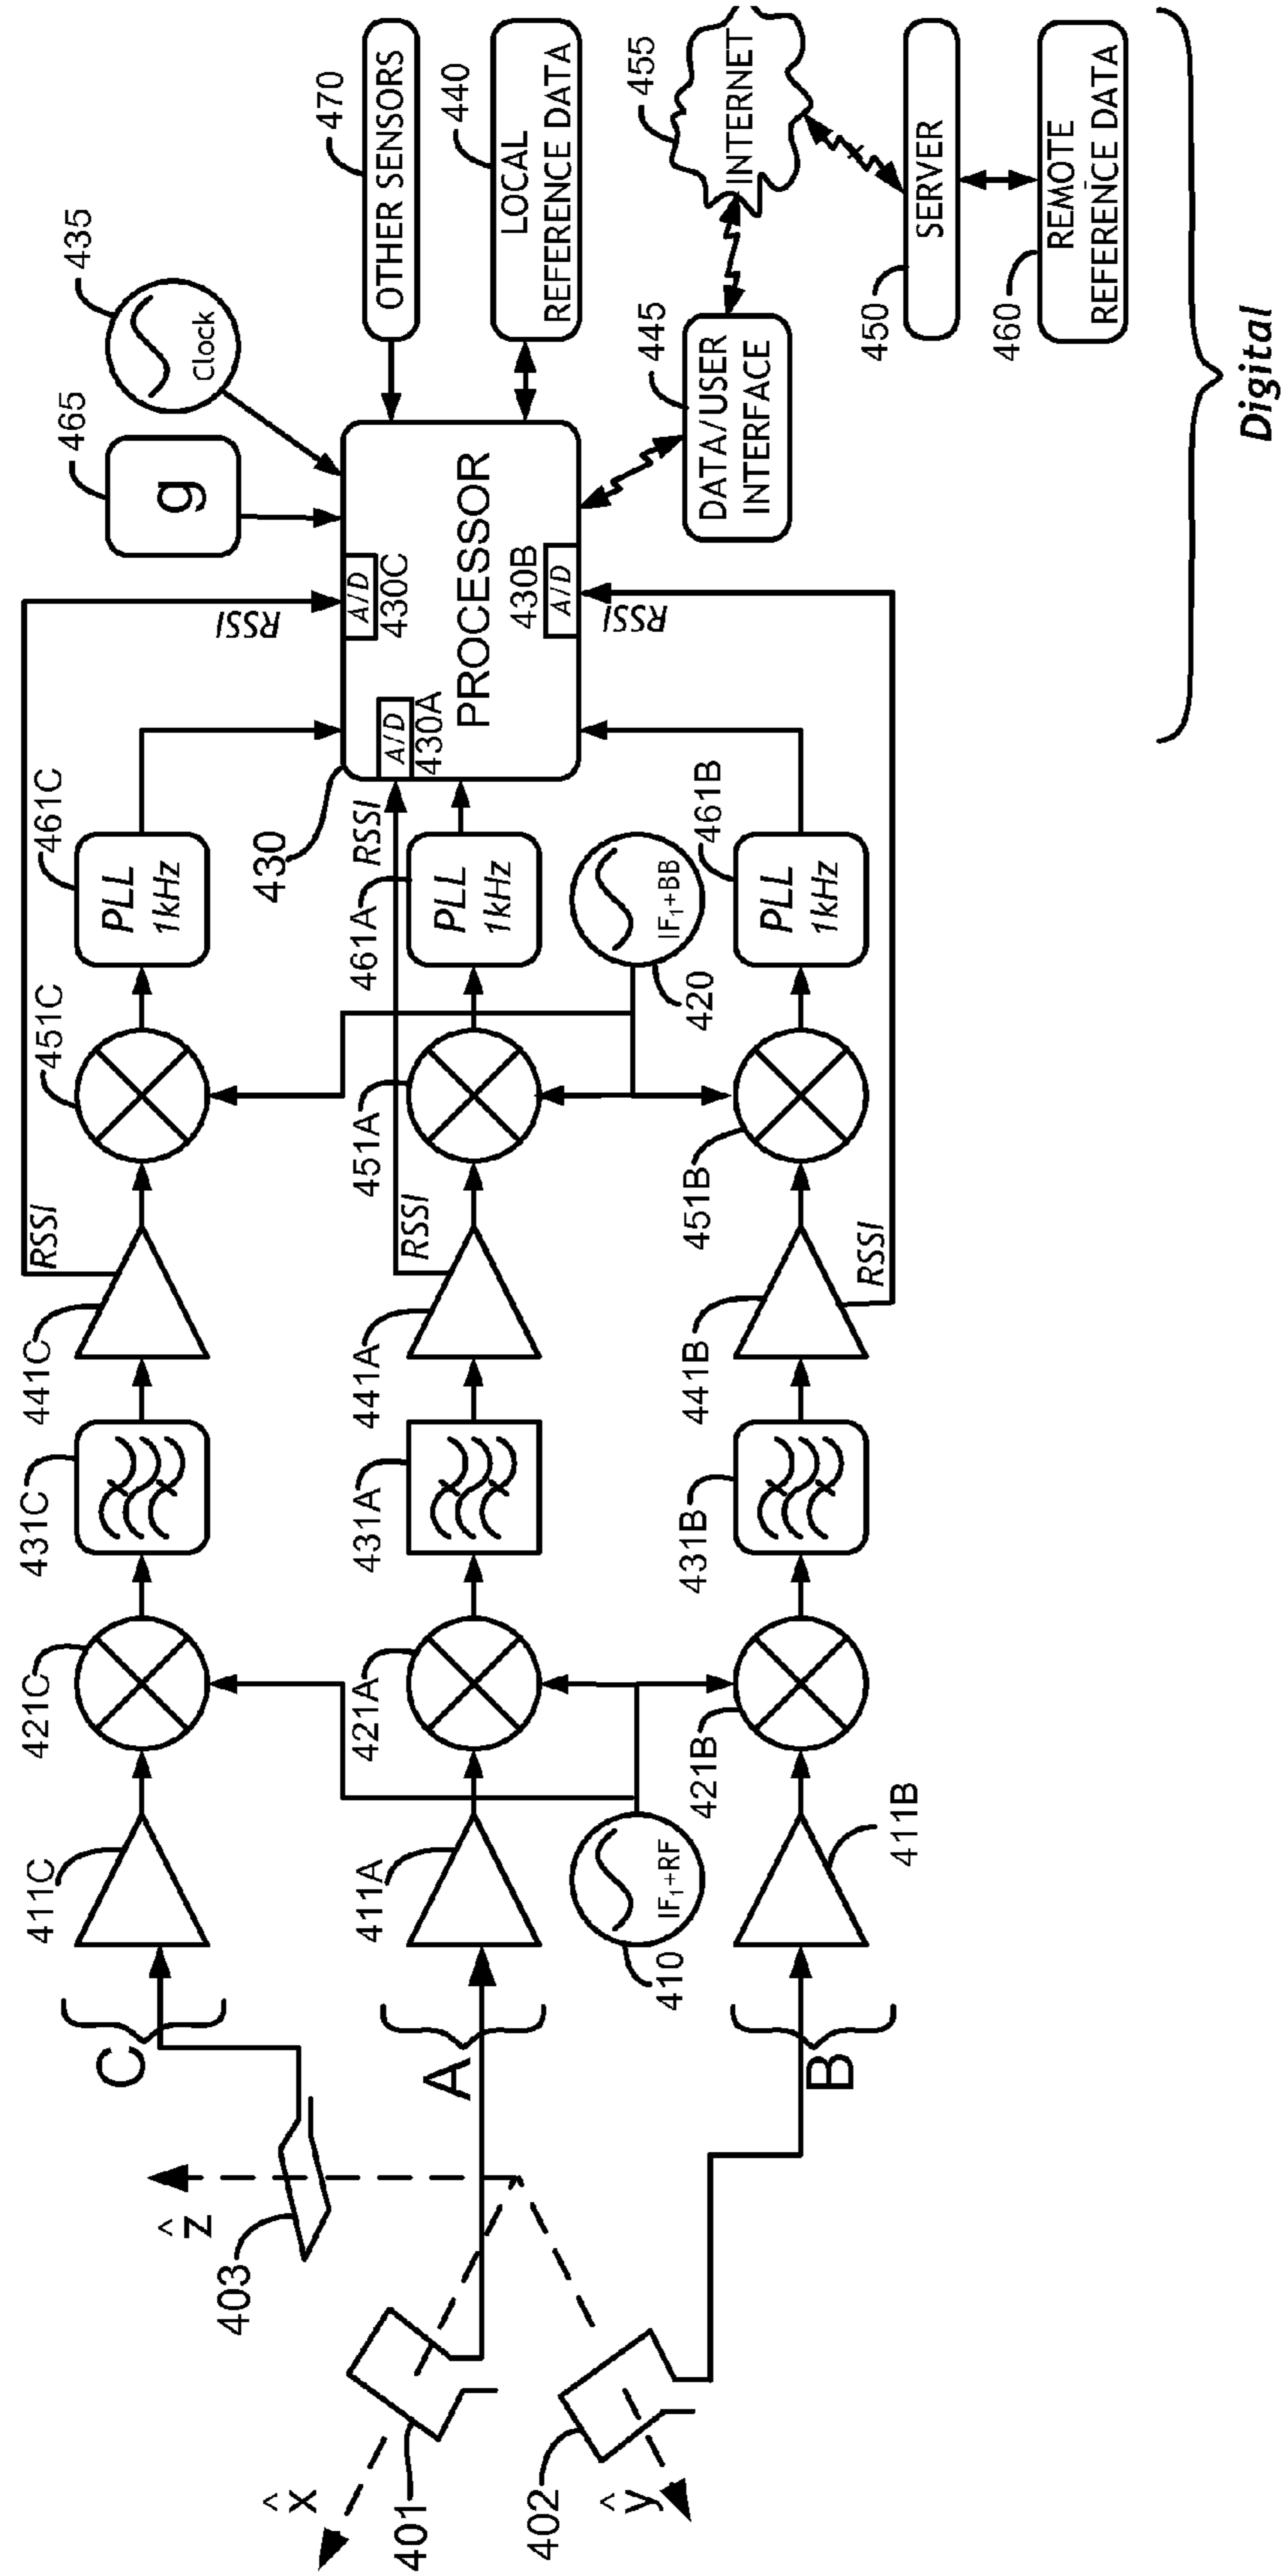 C
A
B
ẑ
x̂
ŷ
403
401
402
411C
421C
431C
441C
RSSI
451C
461C
PLL
1kHz
RSSI
411A
421A
431A
441A
RSSI
451A
461A
RSSI
PLL
1kHz
410
IF₁+RF
420
IF₁+BB
411B
421B
431B
441B
RSSI
451B
461B
PLL
1kHz
RSSI
430
A/D
430A
A/D
430C
A/D
430B
PROCESSOR
465
g
435
Clock
470
OTHER SENSORS
440
LOCAL
REFERENCE DATA
445
DATA/USER
INTERFACE
455
INTERNET
450
SERVER
460
REMOTE
REFERENCE DATA
Digital